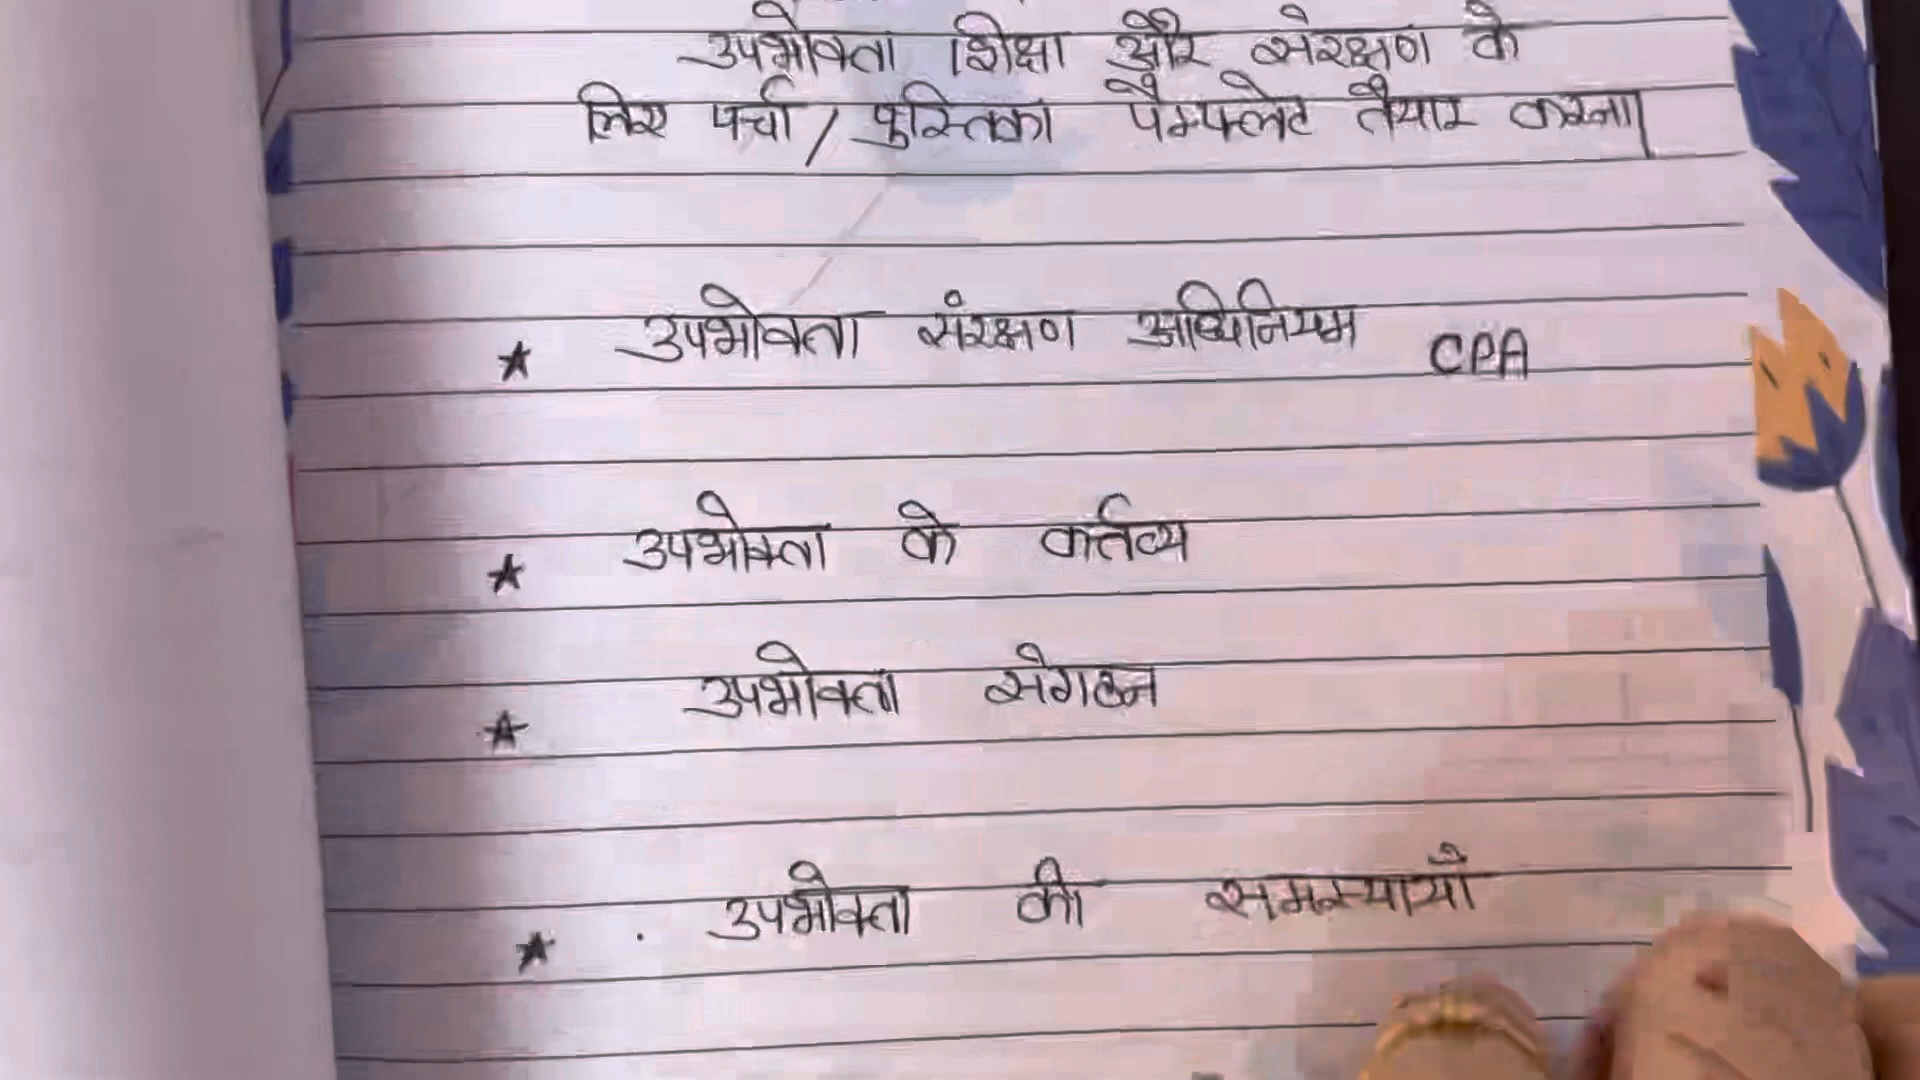 उपभोक्ता शिक्षा और संरक्षण के
लिए पर्चा / पुस्तिका पैम्फ्लेट तैयार करना।
★ उपभोक्ता संरक्षण अधिनियम CPA
★ उपभोक्ता के कर्तव्य
★ उपभोक्ता संगठन
★ उपभोक्ता की समस्यायाें